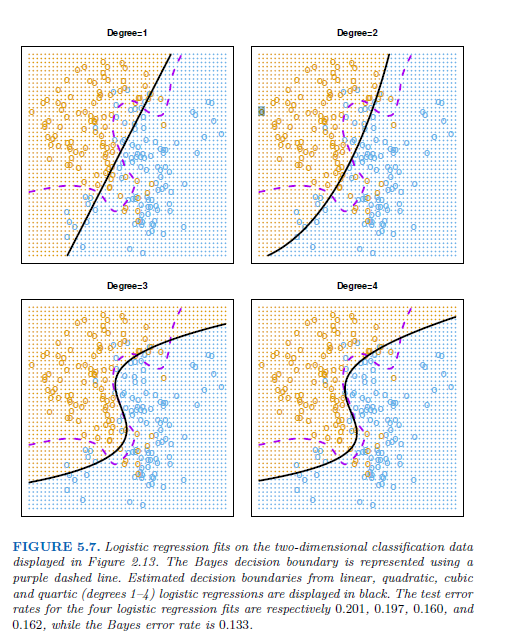 Degree=1
Degree=2
Degree=3
Degree=4
FIGURE 5.7. Logistic regression fits on the two-dimensional classification data
displayed in Figure 2.13. The Bayes decision boundary is represented using a
purple dashed line. Estimated decision boundaries from linear, quadratic, cubic
and quartic (degrees 1–4) logistic regressions are displayed in black. The test error
rates for the four logistic regression fits are respectively 0.201, 0.197, 0.160, and
0.162, while the Bayes error rate is 0.133.